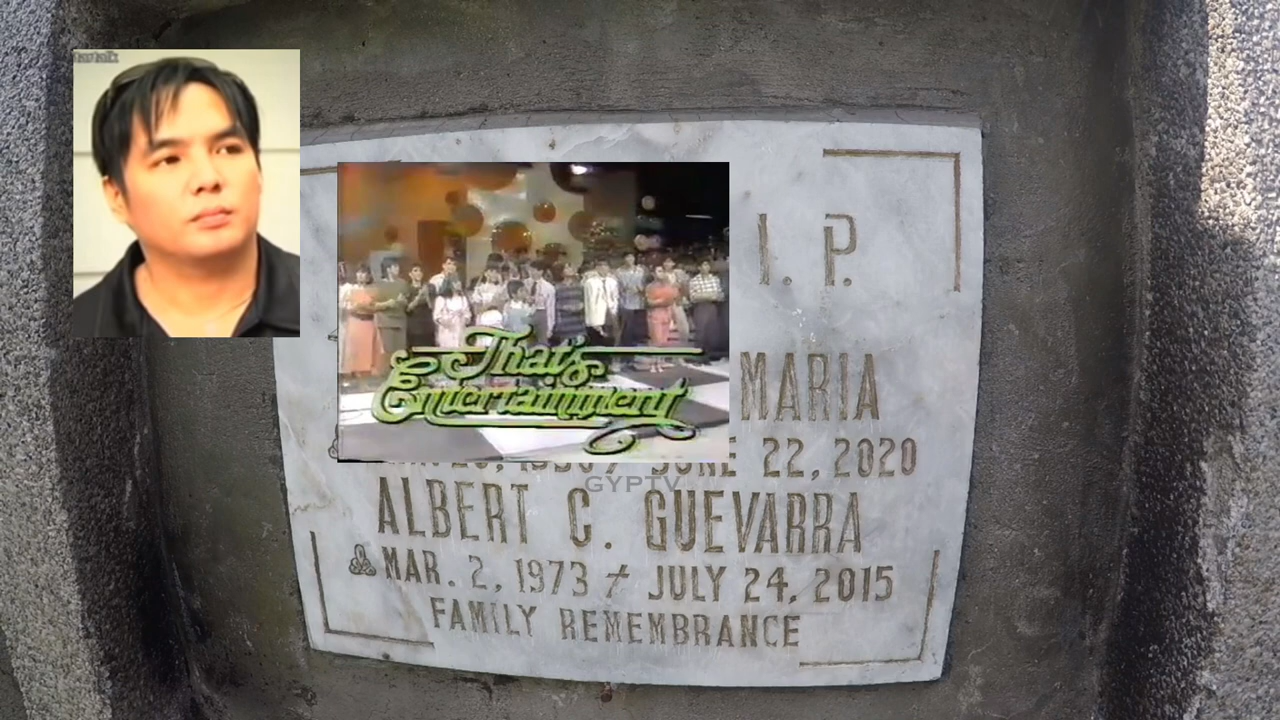 I. P.
That's
Entertainment
MARIA
JUNE 22, 2020
GYPTV
ALBERT C. GUEVARRA
MAR. 2, 1973 † JULY 24, 2015
FAMILY REMEMBRANCE